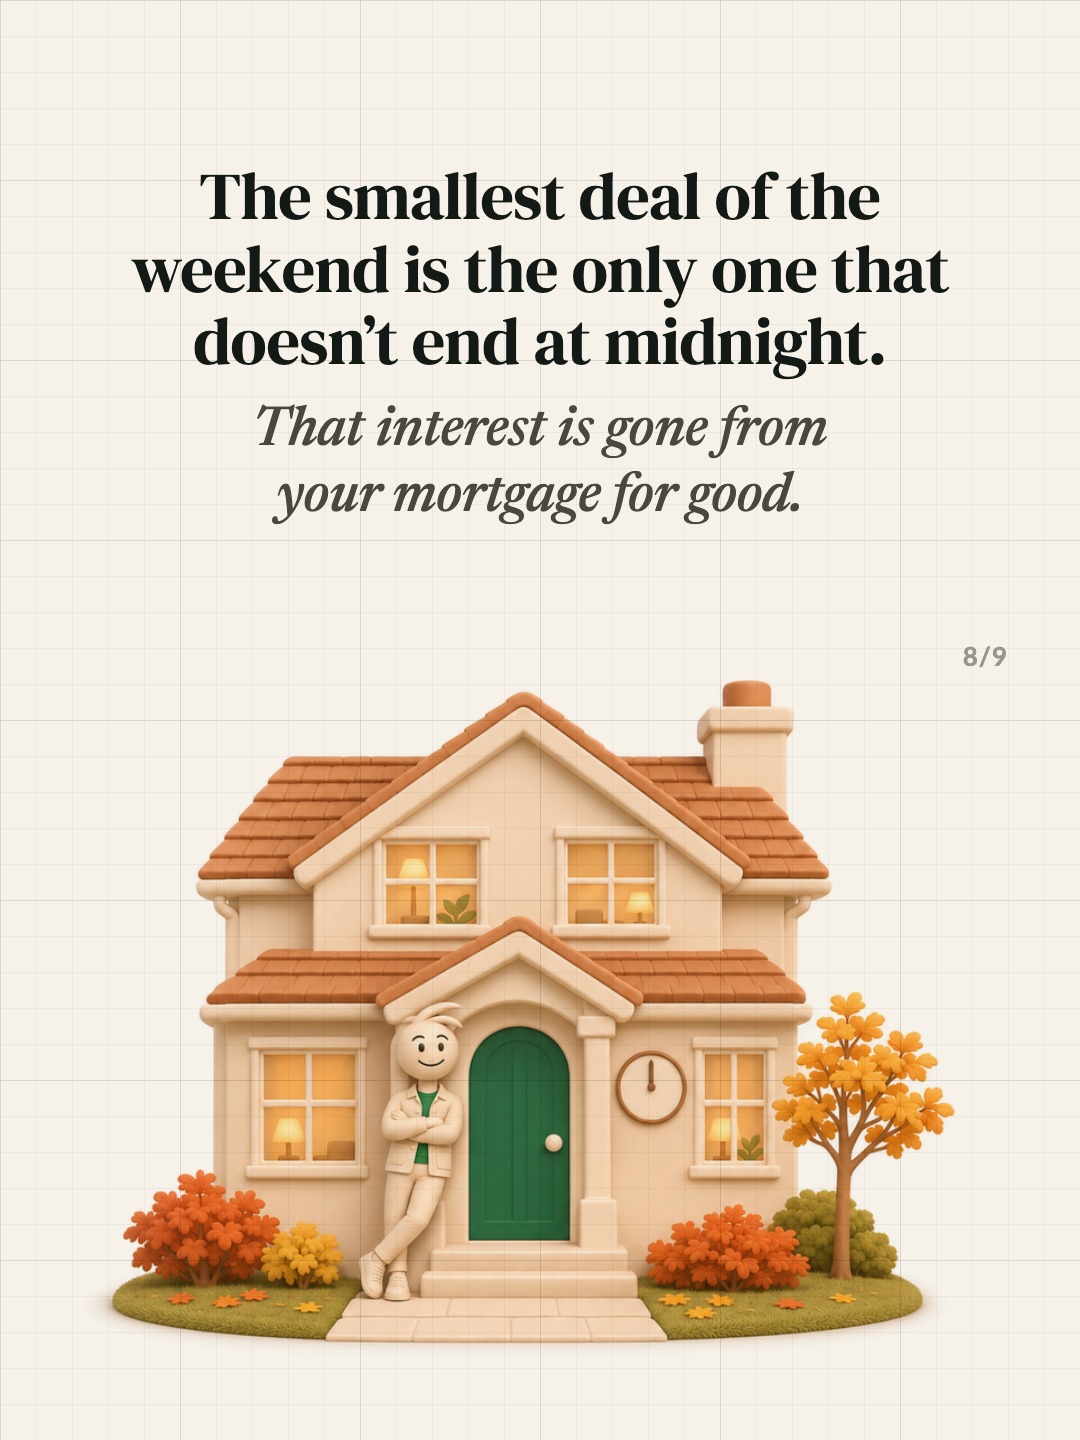 The smallest deal of the
weekend is the only one that
doesn’t end at midnight.
That interest is gone from
your mortgage for good.
8/9